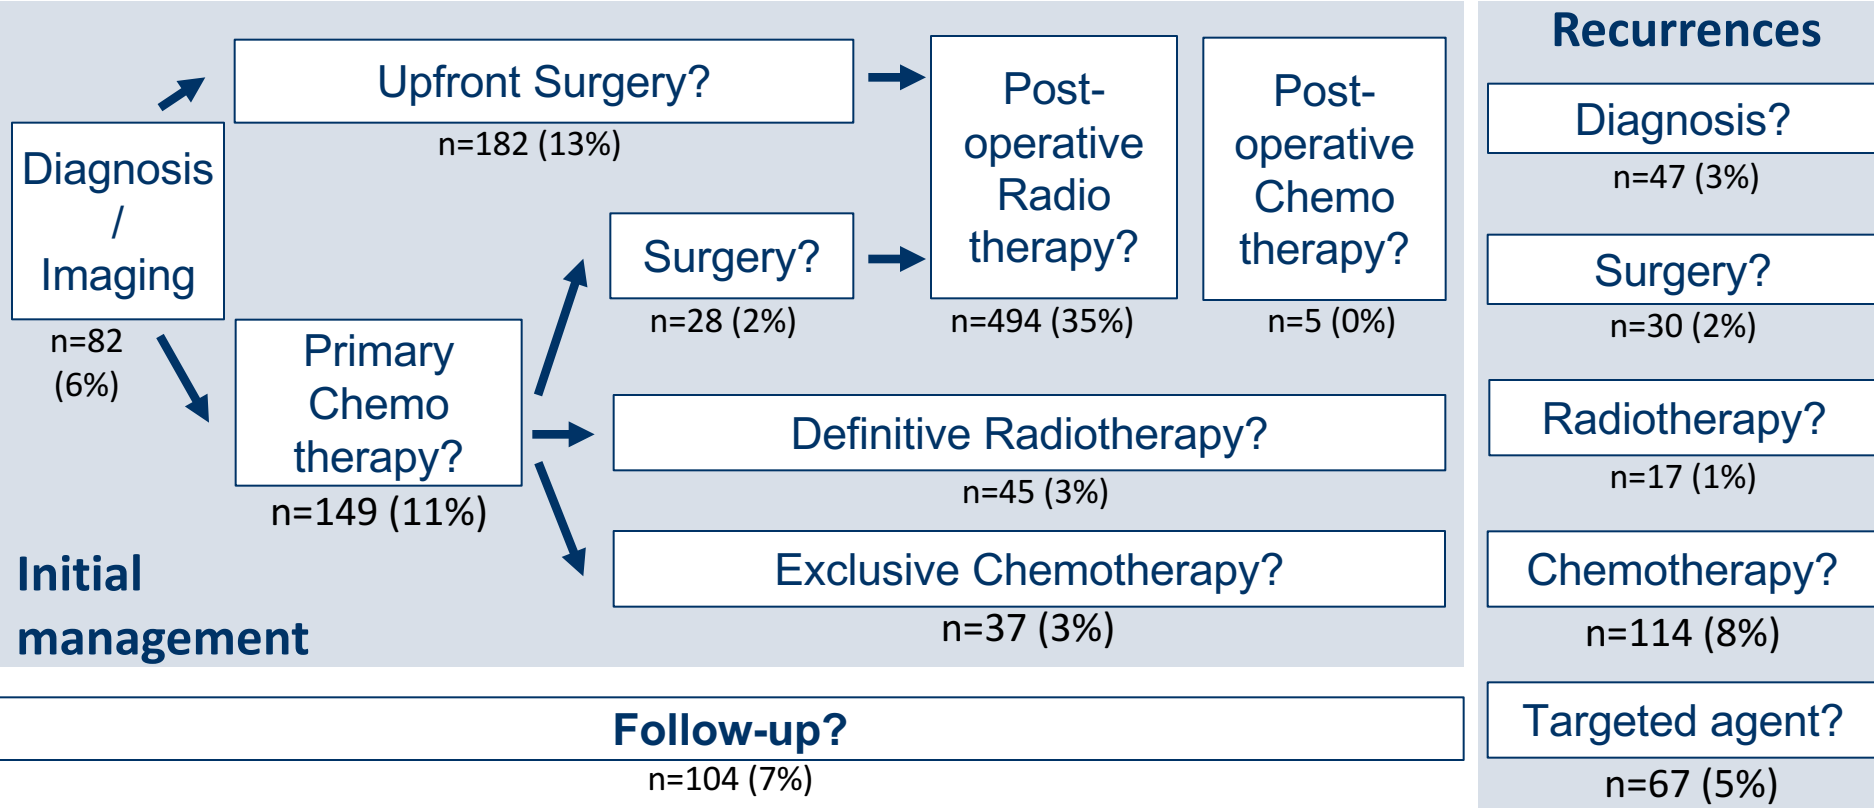 Diagnosis
/
Imaging
n=82
(6%)
Upfront Surgery?
n=182 (13%)
Primary
Chemo
therapy?
n=149 (11%)
Surgery?
n=28 (2%)
Post-
operative
Radio
therapy?
n=494 (35%)
Post-
operative
Chemo
therapy?
n=5 (0%)
Definitive Radiotherapy?
n=45 (3%)
Exclusive Chemotherapy?
n=37 (3%)
Initial
management
Follow-up?
n=104 (7%)
Recurrences
Diagnosis?
n=47 (3%)
Surgery?
n=30 (2%)
Radiotherapy?
n=17 (1%)
Chemotherapy?
n=114 (8%)
Targeted agent?
n=67 (5%)